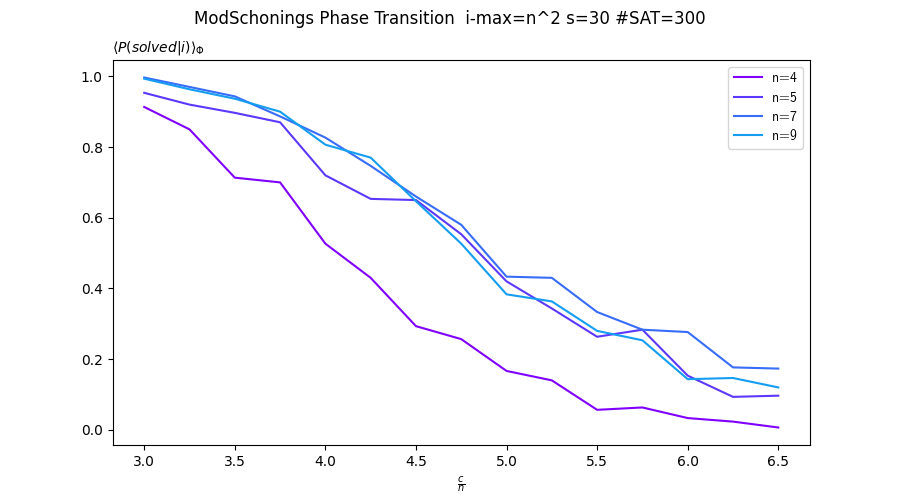 ModSchonings Phase Transition  i-max=n^2 s=30 #SAT=300
⟨P(solved|i)⟩Φ
n=4
n=5
n=7
n=9
1.0
0.8
0.6
0.4
0.2
0.0
3.0 3.5 4.0 4.5 5.0 5.5 6.0 6.5
c/n